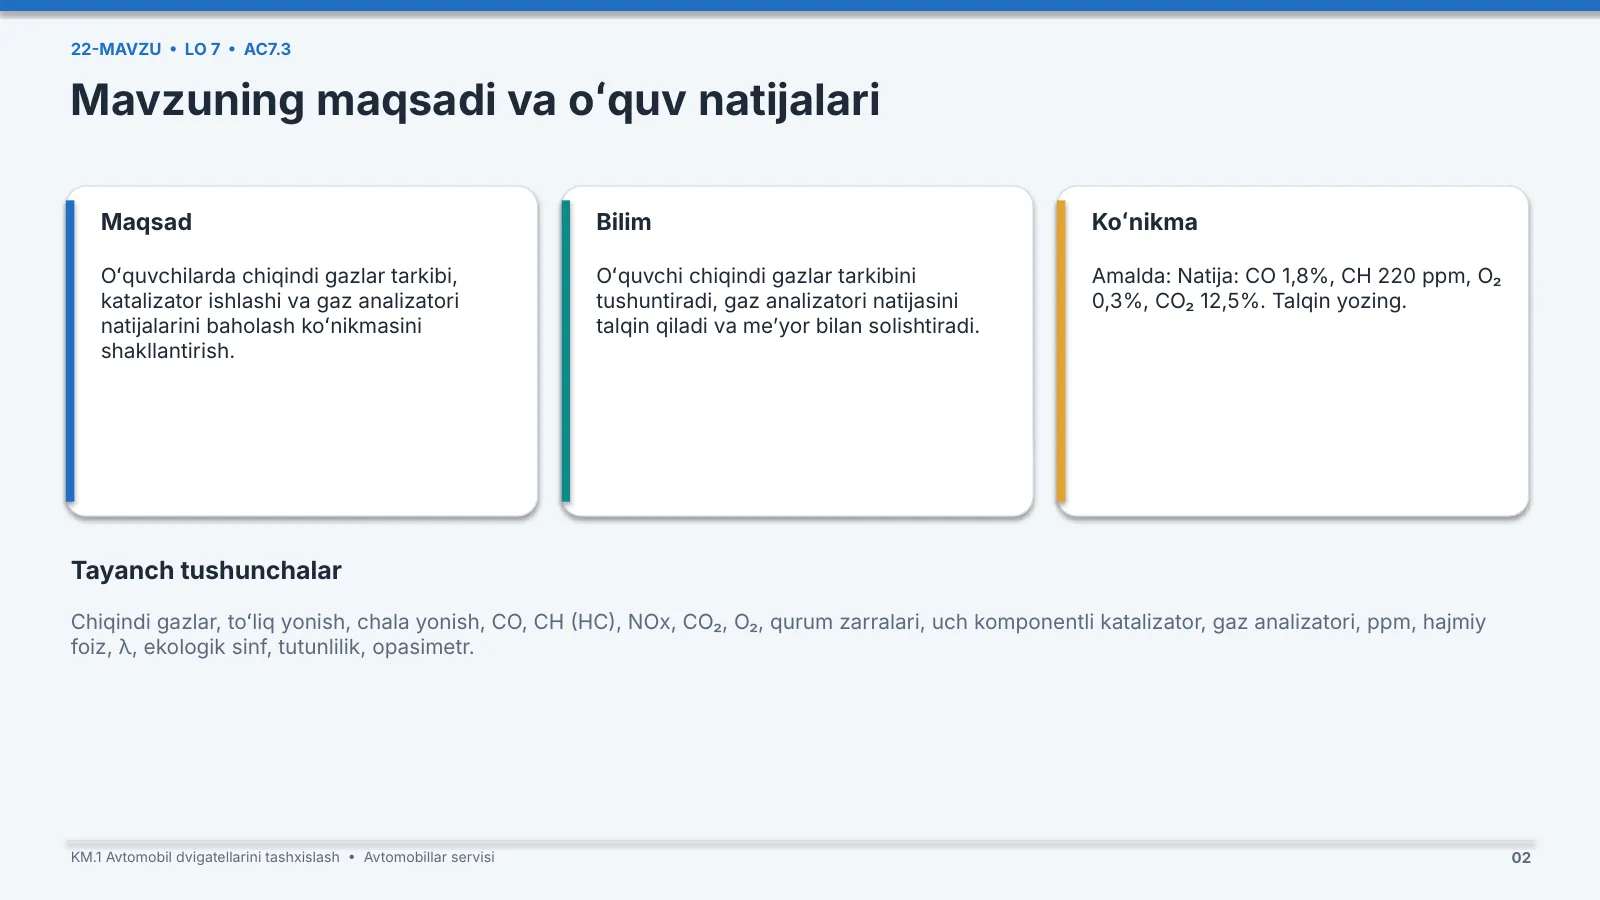 22-MAVZU • LO 7 • AC7.3
Mavzuning maqsadi va oʻquv natijalari
Maqsad
Oʻquvchilarda chiqindi gazlar tarkibi,
katalizator ishlashi va gaz analizatori
natijalarini baholash koʻnikmasini
shakllantirish.
Bilim
Oʻquvchi chiqindi gazlar tarkibini
tushuntiradi, gaz analizatori natijasini
talqin qiladi va meʼyor bilan solishtiradi.
Koʻnikma
Amalda: Natija: CO 1,8%, CH 220 ppm, O₂
0,3%, CO₂ 12,5%. Talqin yozing.
Tayanch tushunchalar
Chiqindi gazlar, toʻliq yonish, chala yonish, CO, CH (HC), NOx, CO₂, O₂, qurum zarralari, uch komponentli katalizator, gaz analizatori, ppm, hajmiy
foiz, λ, ekologik sinf, tutunlilik, opasimetr.
KM.1 Avtomobil dvigatellarini tashxislash • Avtomobillar servisi
02